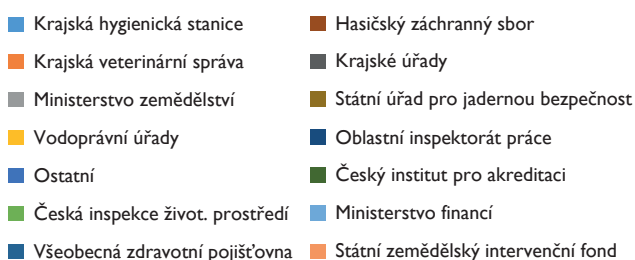 Krajská hygienická stanice
Krajská veterinární správa
Ministerstvo zemědělství
Vodoprávní úřady
Ostatní
Česká inspekce život. prostředí
Všeobecná zdravotní pojišťovna
Hasičský záchranný sbor
Krajské úřady
Státní úřad pro jadernou bezpečnost
Oblastní inspektorát práce
Český institut pro akreditaci
Ministerstvo financí
Státní zemědělský intervenční fond